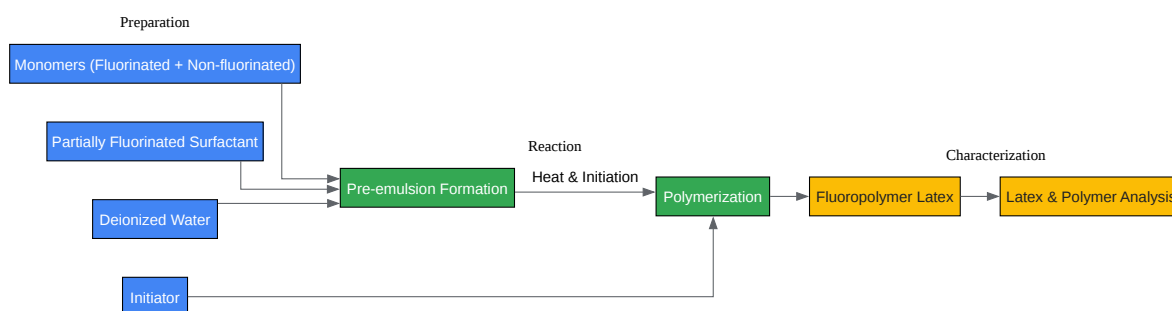 Preparation
Monomers (Fluorinated + Non-fluorinated)
Partially Fluorinated Surfactant
Deionized Water
Initiator
Reaction
Pre-emulsion Formation
Heat & Initiation
Polymerization
Characterization
Fluoropolymer Latex
Latex & Polymer Analysis